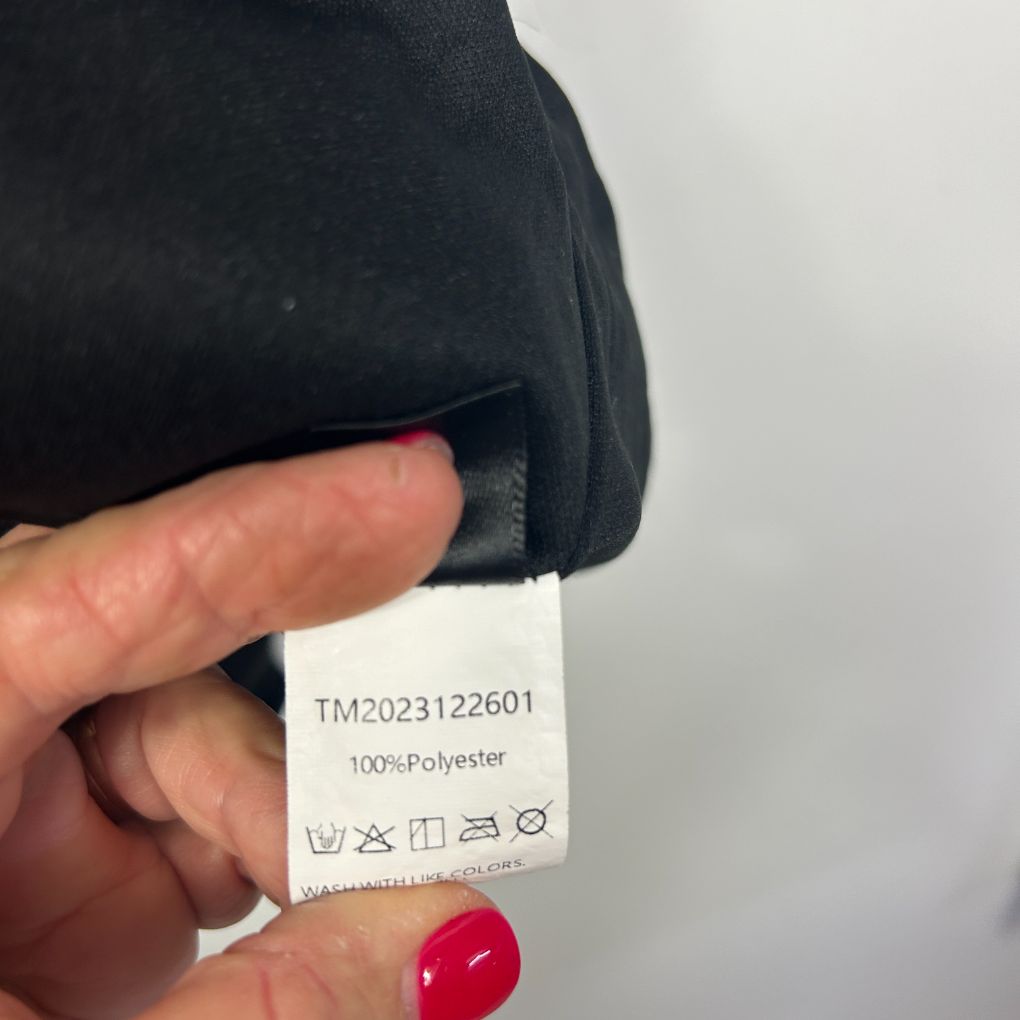 TM2023122601
100%Polyester
WASH WITH LIKE COLORS.